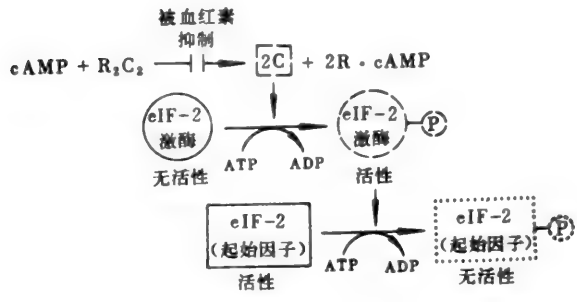 被血红素
抑制
cAMP + R₂C₂ 2C + 2R·cAMP
eIF-2
激酶
ATP ADP
eIF-2
激酶
P
无活性
活性
eIF-2
(起始因子)
ATP ADP
eIF-2
(起始因子)
P
活性
无活性